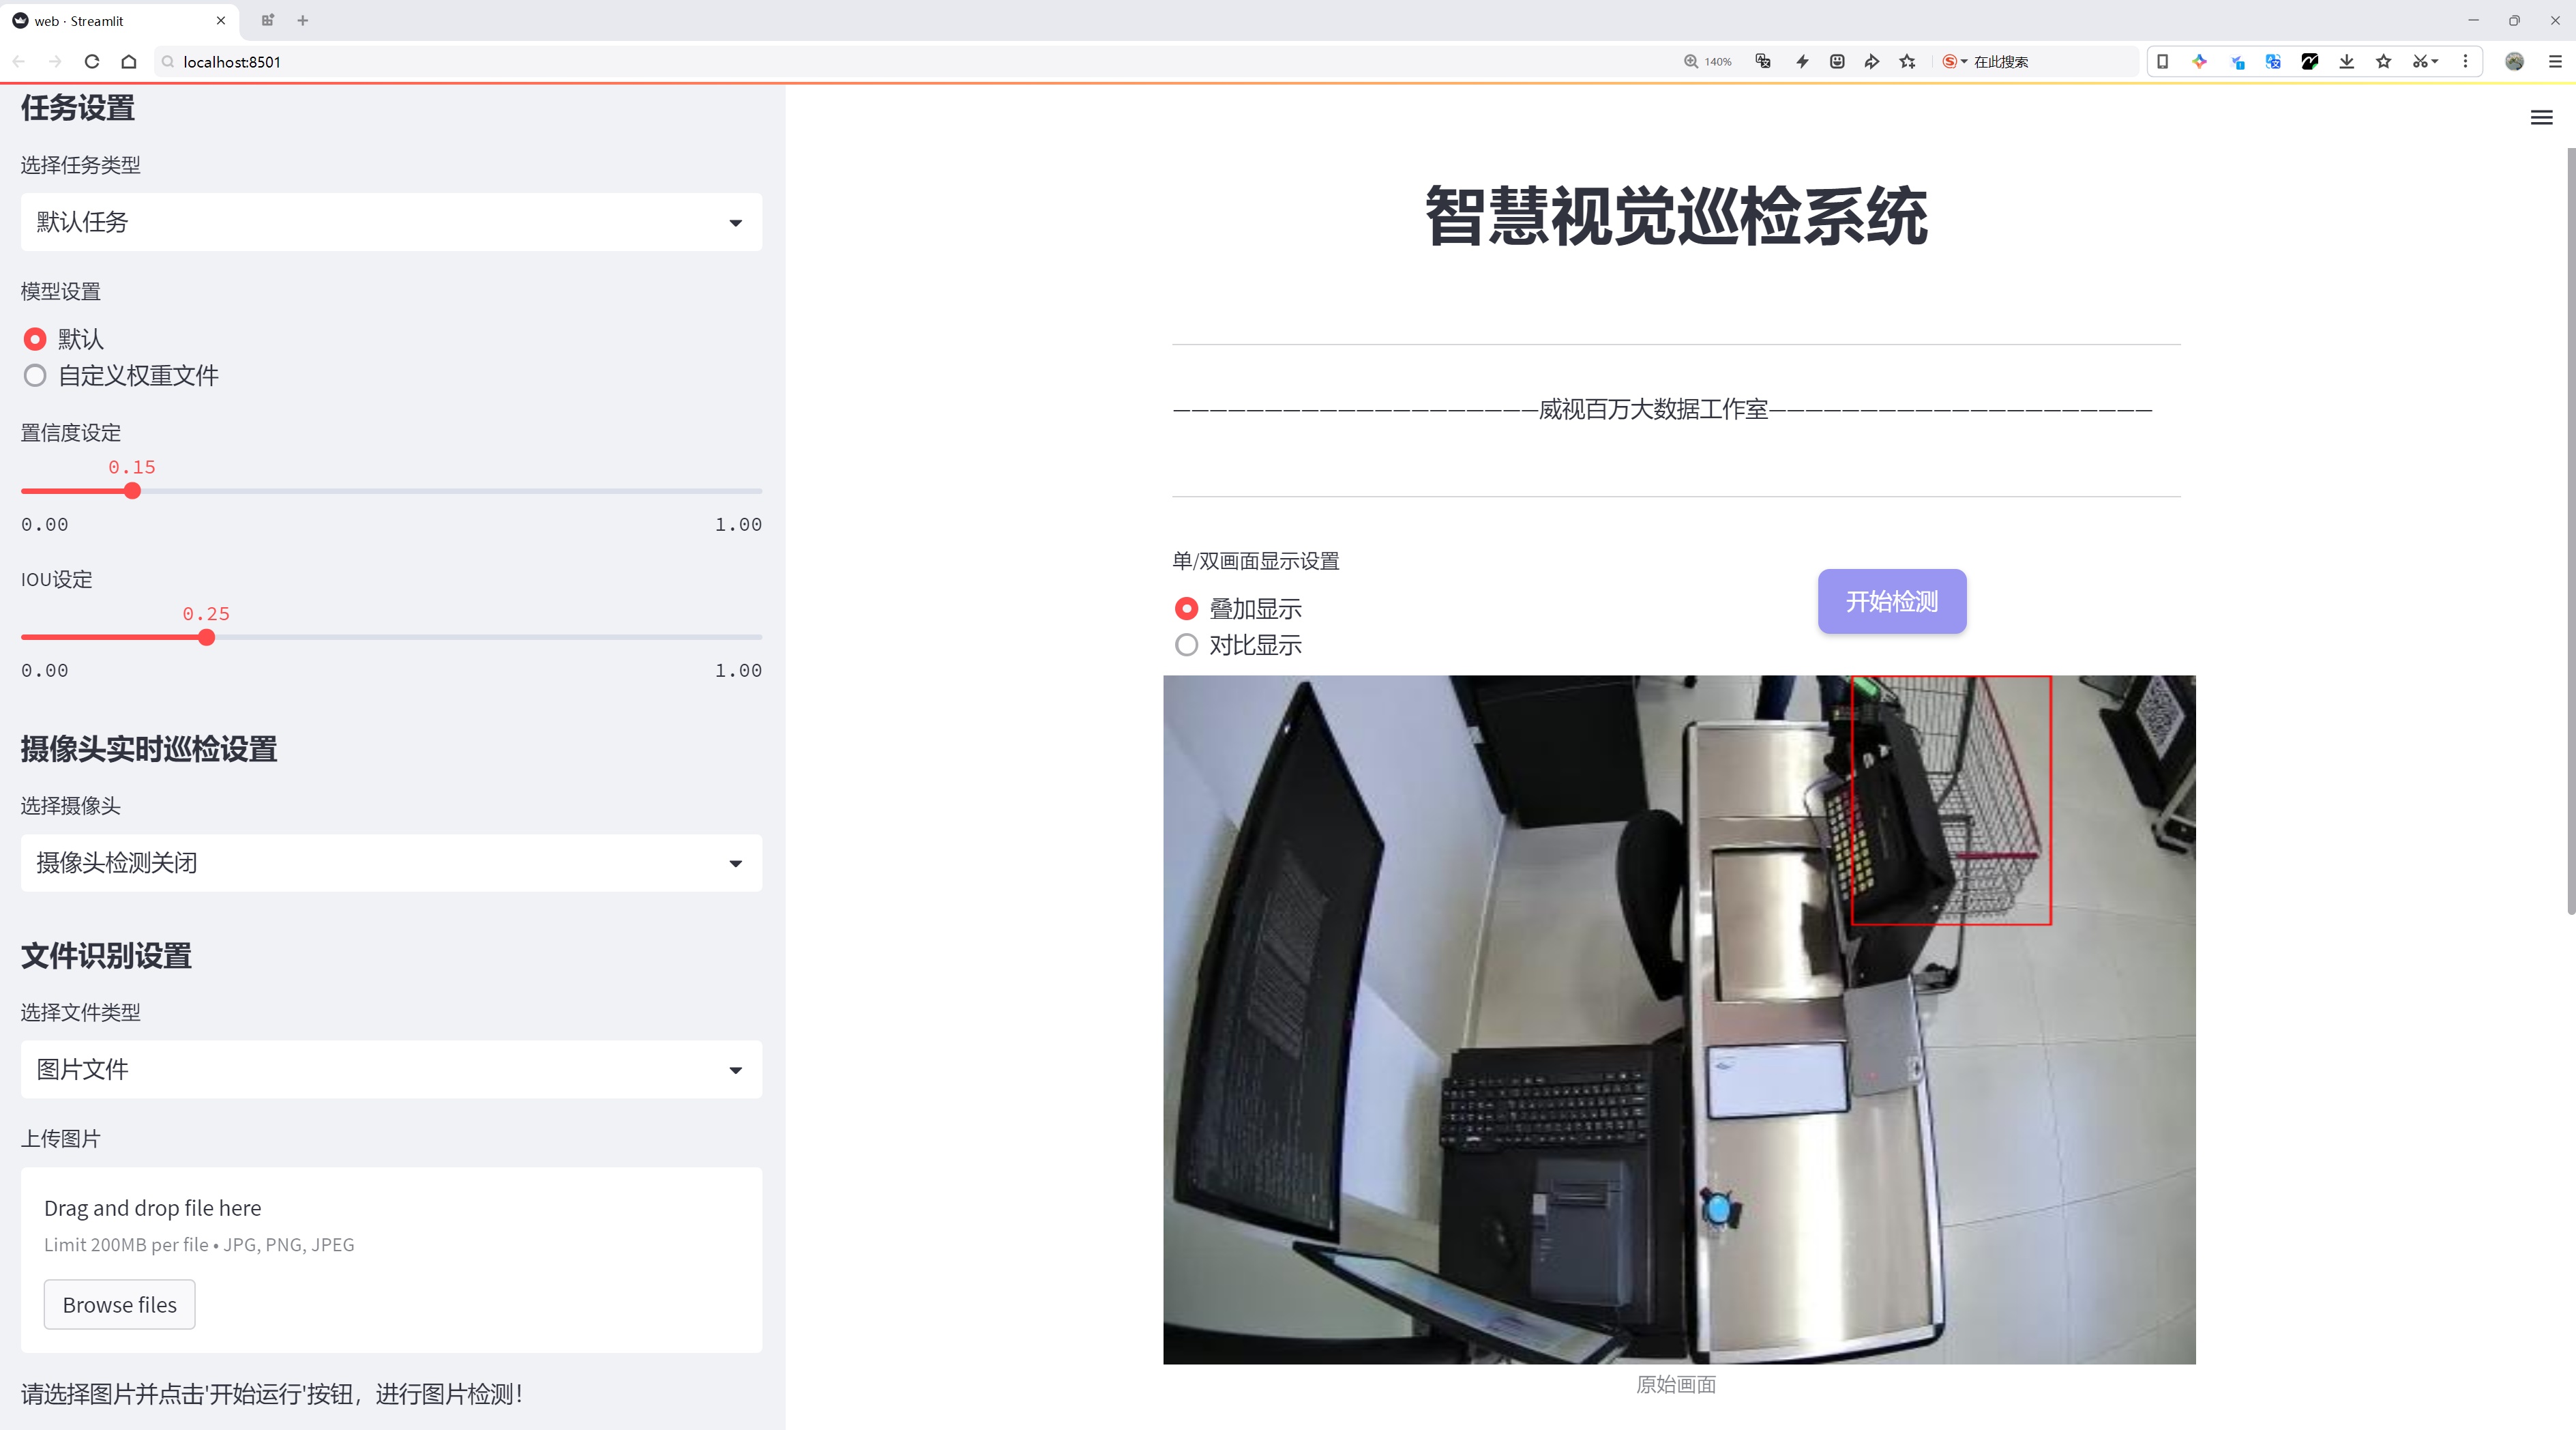 web · Streamlit
localhost:8501
140%
在此搜索
任务设置
选择任务类型
默认任务
模型设置
默认
自定义权重文件
置信度设定
0.15
0.00 1.00
IOU设定
0.25
0.00 1.00
摄像头实时巡检设置
选择摄像头
摄像头检测关闭
文件识别设置
选择文件类型
图片文件
上传图片
Drag and drop file here
Limit 200MB per file • JPG, PNG, JPEG
Browse files
请选择图片并点击'开始运行'按钮，进行图片检测！
智慧视觉巡检系统
————————————————————威视百万大数据工作室—————————————————————
单/双画面显示设置
叠加显示
对比显示
开始检测
原始画面